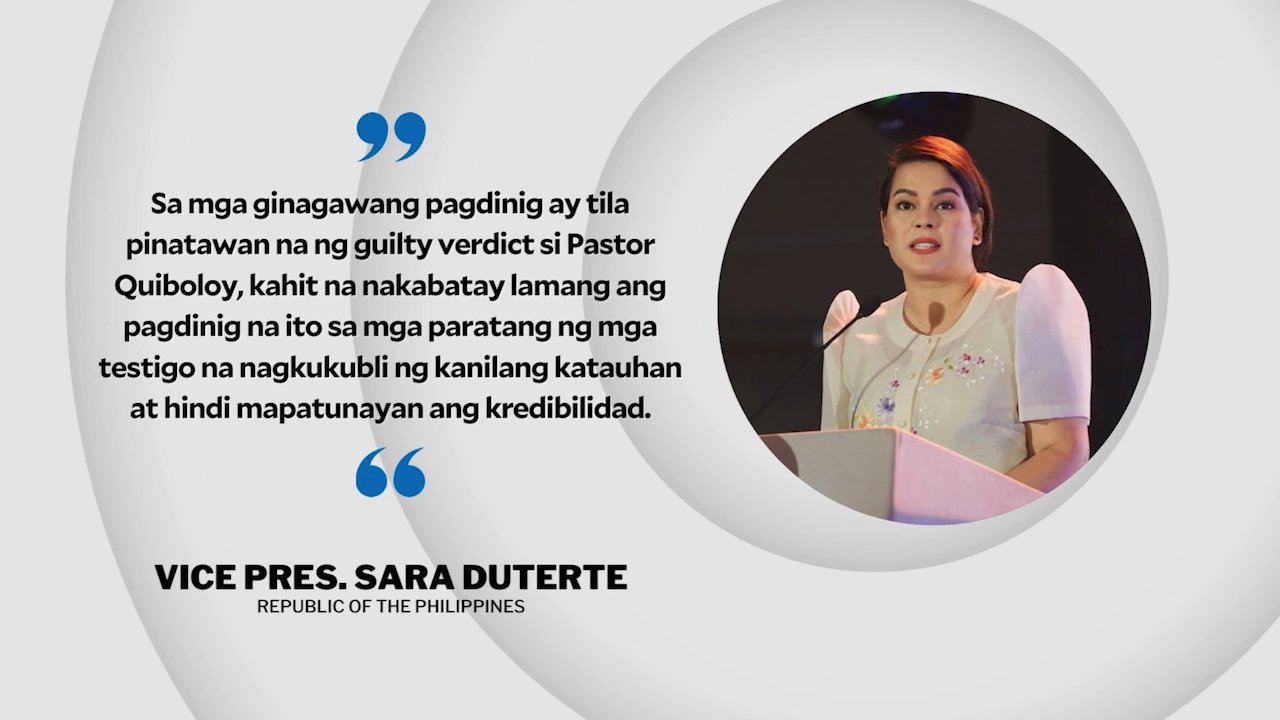 ”
Sa mga ginagawang pagdinig ay tila
pinatawan na ng guilty verdict si Pastor
Quiboloy, kahit na nakabatay lamang ang
pagdinig na ito sa mga paratang ng mga
testigo na nagkukubli ng kanilang katauhan
at hindi mapatunayan ang kredibilidad.
“
VICE PRES. SARA DUTERTE
REPUBLIC OF THE PHILIPPINES